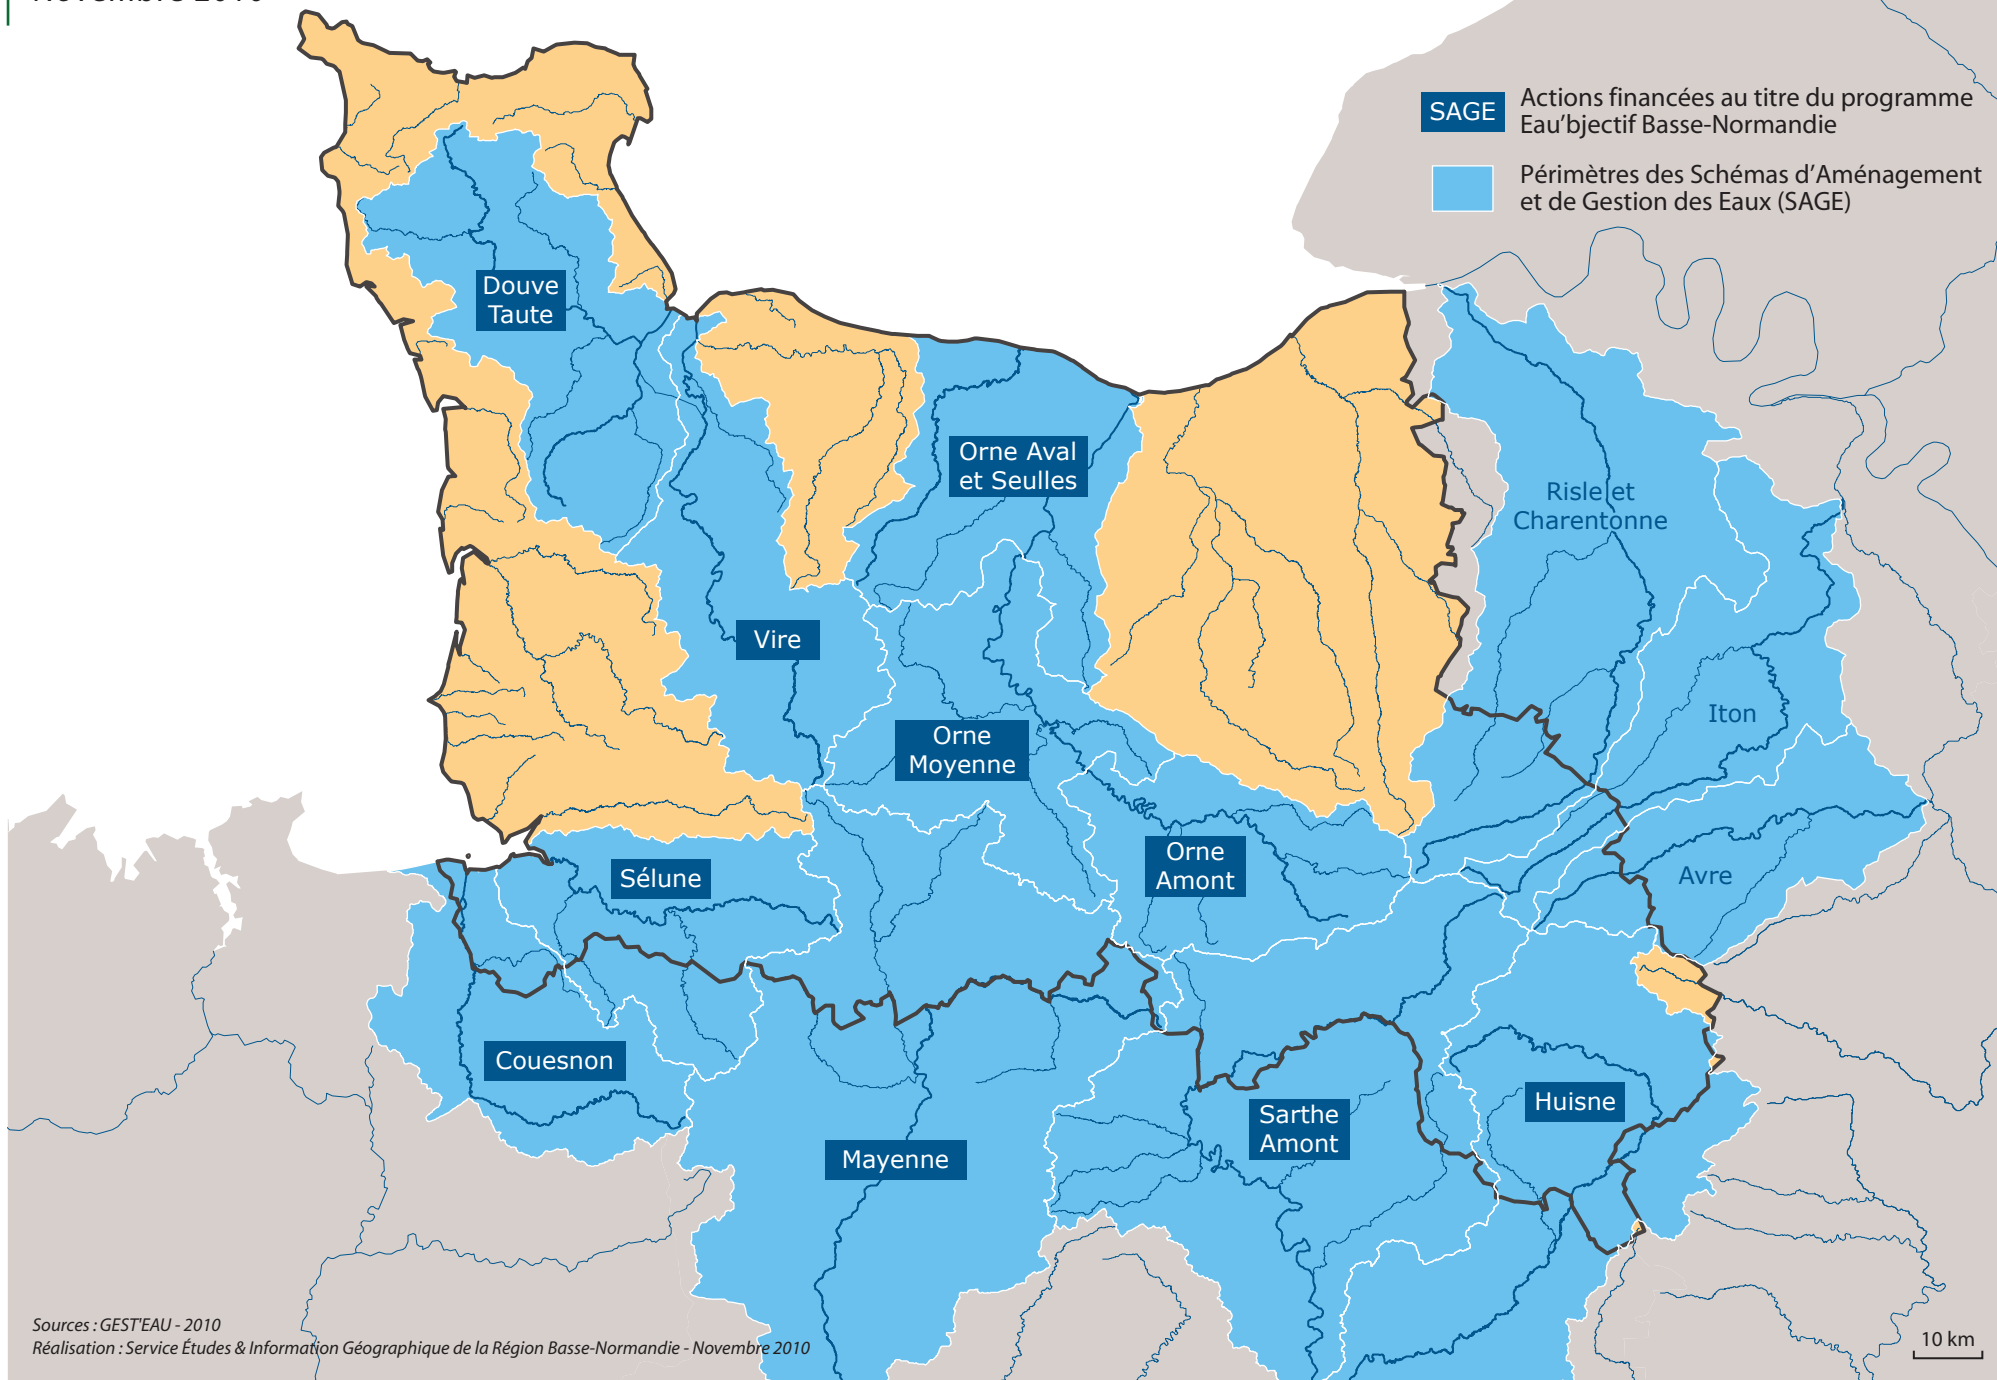 SAGE
Actions financées au titre du programme
Eau'bjectif Basse-Normandie
Périmètres des Schémas d'Aménagement
et de Gestion des Eaux (SAGE)
Douve
Taute
Orne Aval
et Seulles
Risle et
Charentonne
Vire
Iton
Orne
Moyenne
Orne
Amont
Sélune
Avre
Couesnon
Huisne
Sarthe
Amont
Mayenne
Sources : GEST'EAU - 2010
Réalisation : Service Études & Information Géographique de la Région Basse-Normandie - Novembre 2010
10 km